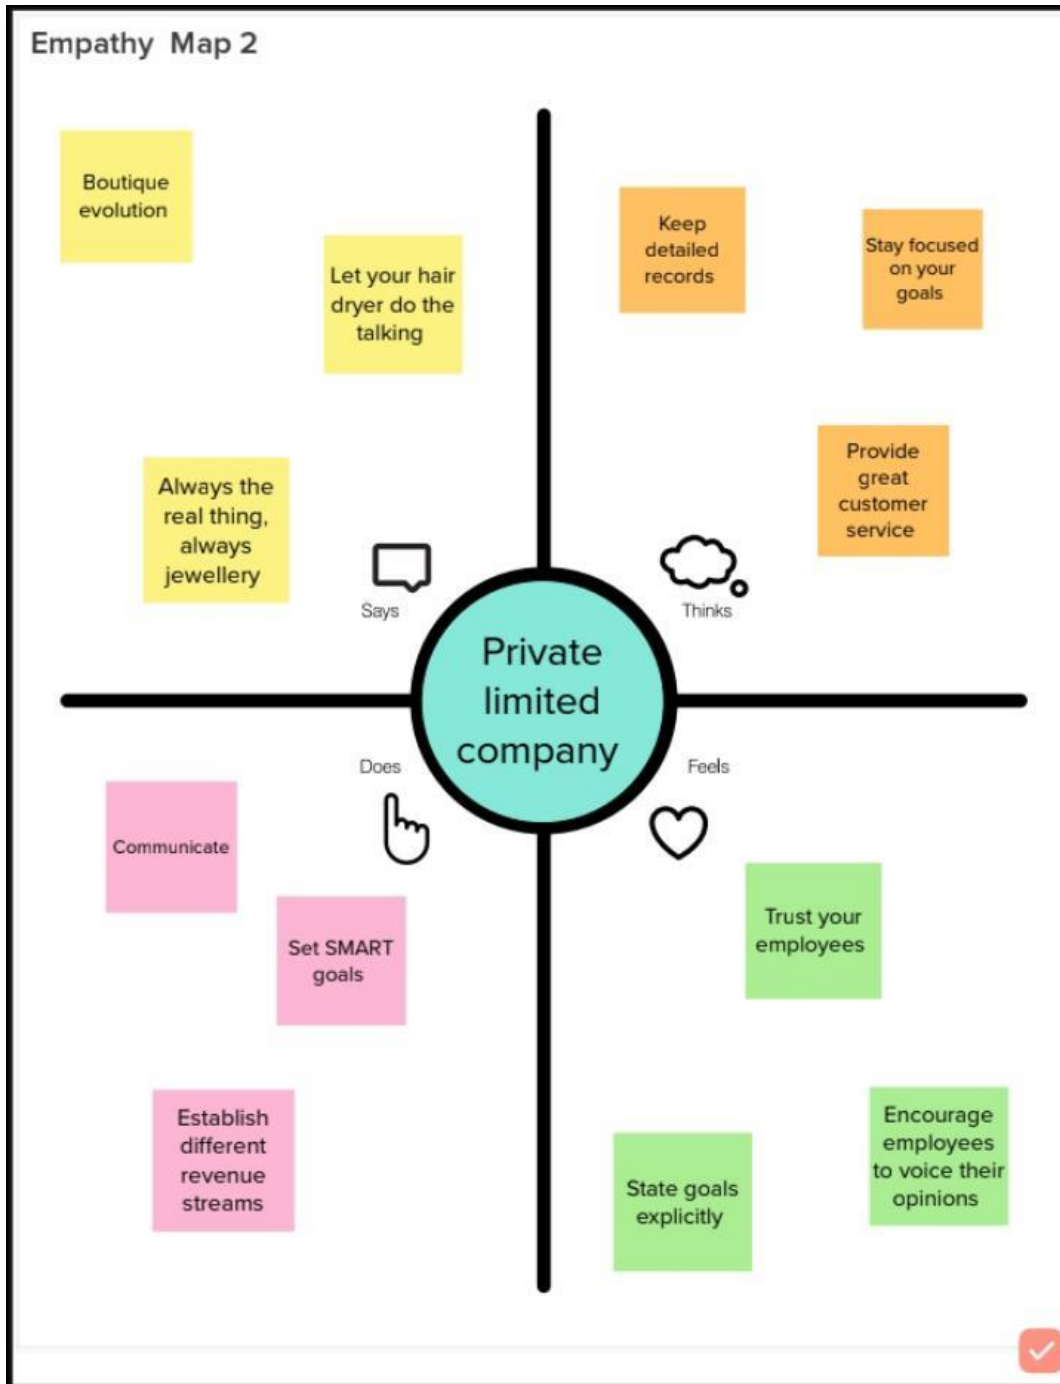 Empathy Map 2
Boutique
evolution
Let your hair
dryer do the
talking
Always the
real thing,
always
jewellery
Says
Keep
detailed
records
Stay focused
on your
goals
Provide
great
customer
service
Thinks
Private
limited
company
Does
Communicate
Set SMART
goals
Establish
different
revenue
streams
Feels
Trust your
employees
State goals
explicitly
Encourage
employees
to voice their
opinions